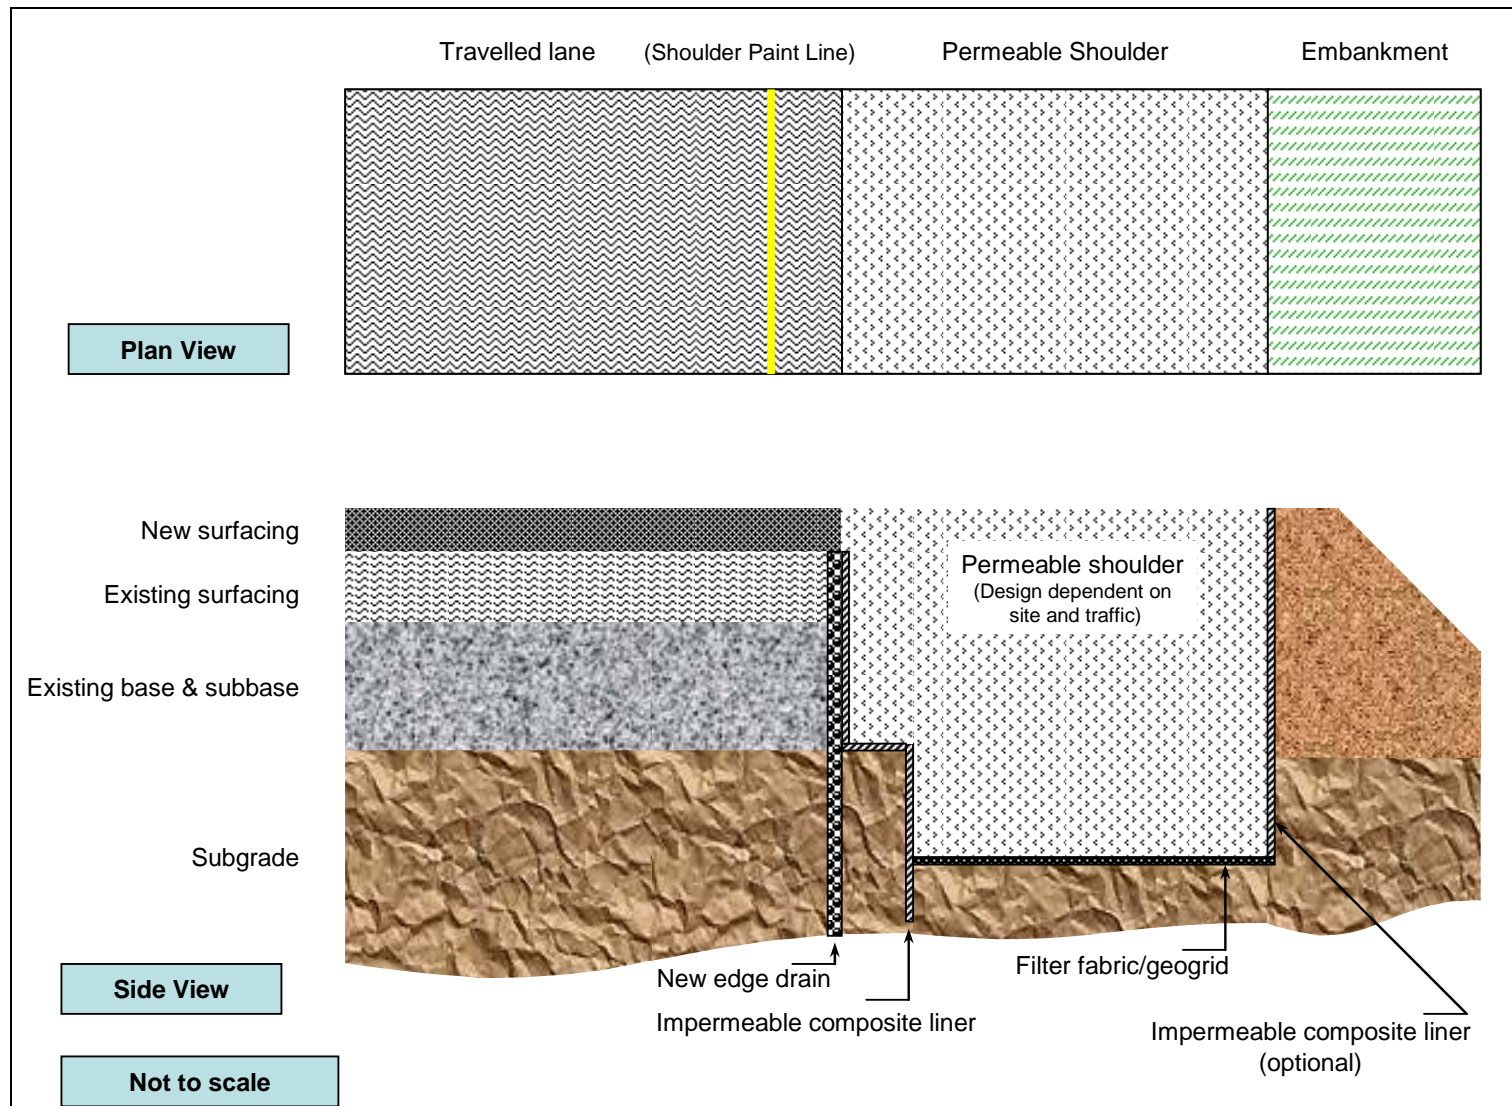 Travelled lane
(Shoulder Paint Line)
Permeable Shoulder
Embankment
Plan View
New surfacing
Existing surfacing
Existing base & subbase
Subgrade
Permeable shoulder
(Design dependent on
site and traffic)
Side View
New edge drain
Impermeable composite liner
Filter fabric/geogrid
Impermeable composite liner
(optional)
Not to scale